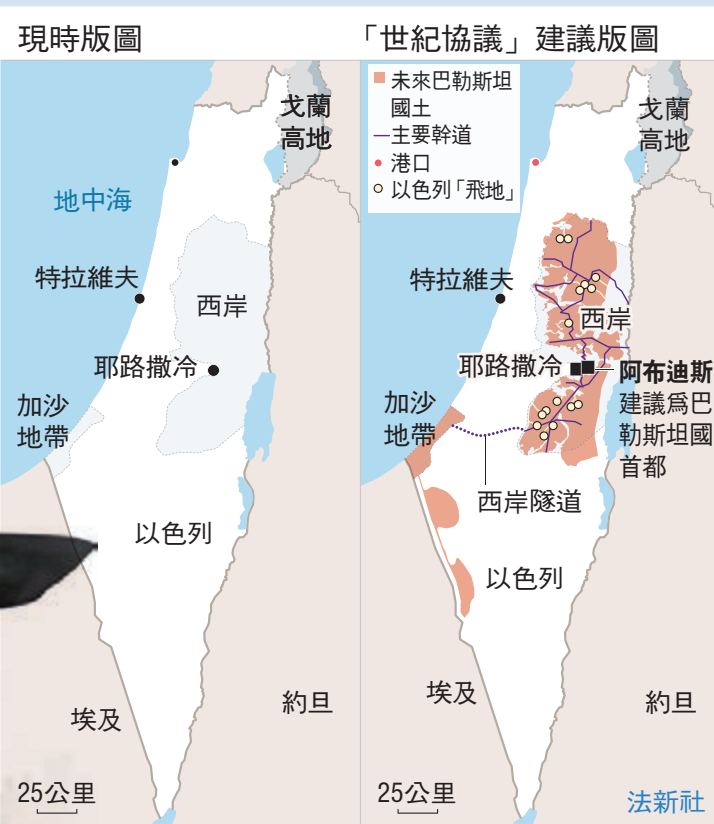 現時版圖
戈蘭
高地
地中海
特拉維夫
西岸
耶路撒冷
加沙
地帶
以色列
埃及
約旦
25公里
「世紀協議」建議版圖
未來巴勒斯坦
國土
主要幹道
港口
以色列「飛地」
戈蘭
高地
特拉維夫
西岸
耶路撒冷
阿布迪斯
建議爲巴
勒斯坦國
首都
加沙
地帶
西岸隧道
以色列
埃及
約旦
25公里
法新社